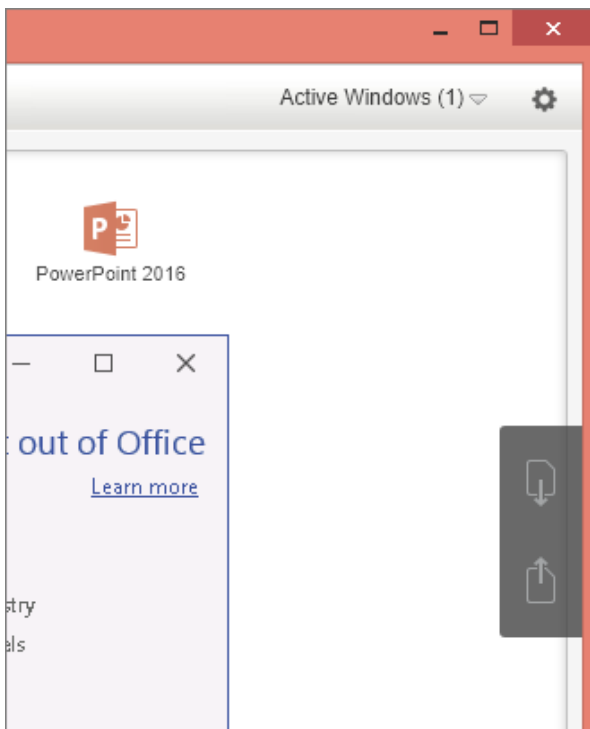 Active Windows (1)
P
PowerPoint 2016
out of Office
Learn more